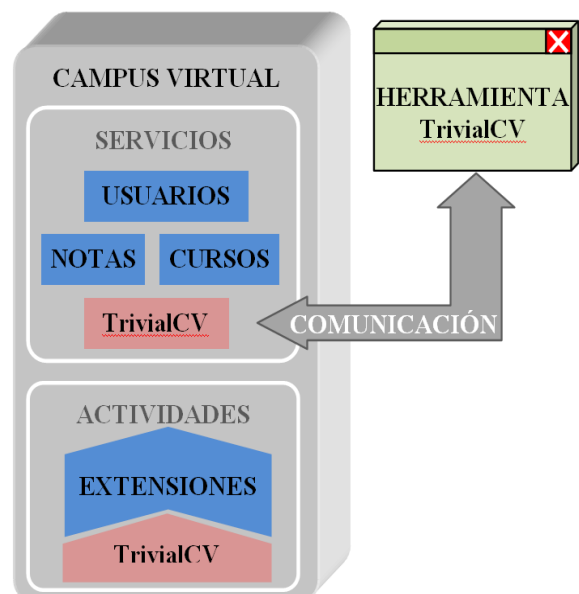 CAMPUS VIRTUAL
SERVICIOS
USUARIOS
NOTAS
CURSOS
TrivialCV
ACTIVIDADES
EXTENSIONES
TrivialCV
HERRAMIENTA
TrivialCV
COMUNICACIÓN